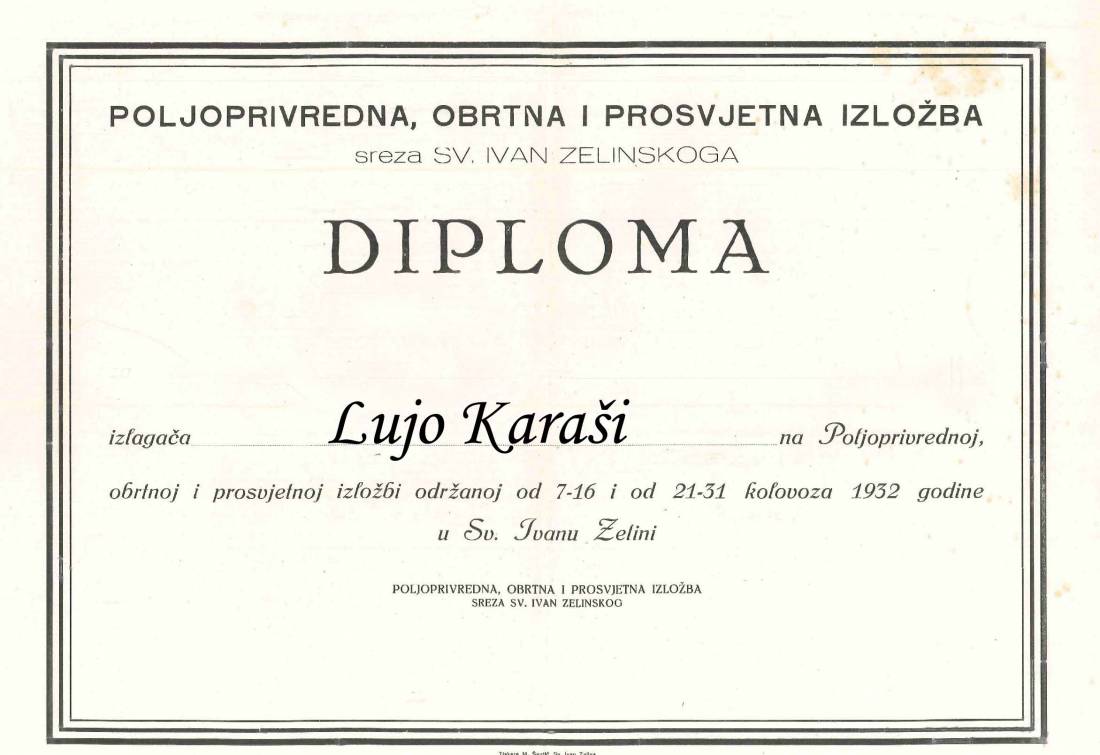 POLJOPRIVREDNA, OBRTNA I PROSVJETNA IZLOŽBA
sreza SV. IVAN ZELINSKOGA
DIPLOMA
izlagača Lujo Karaši na Poljoprivrednoj,
obrtnoj i prosvjetnoj izložbi održanoj od 7-16 i od 21-31 kolovoza 1932 godine
u Sv. Ivanu Zelini
POLJOPRIVREDNA, OBRTNA I PROSVJETNA IZLOŽBA
SREZA SV. IVAN ZELINSKOG